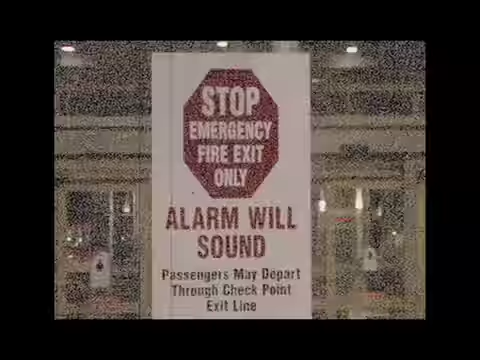 STOP
EMERGENCY
FIRE EXIT
ONLY
ALARM WILL
SOUND
Passengers May Depart
Through Check Point
Exit Line